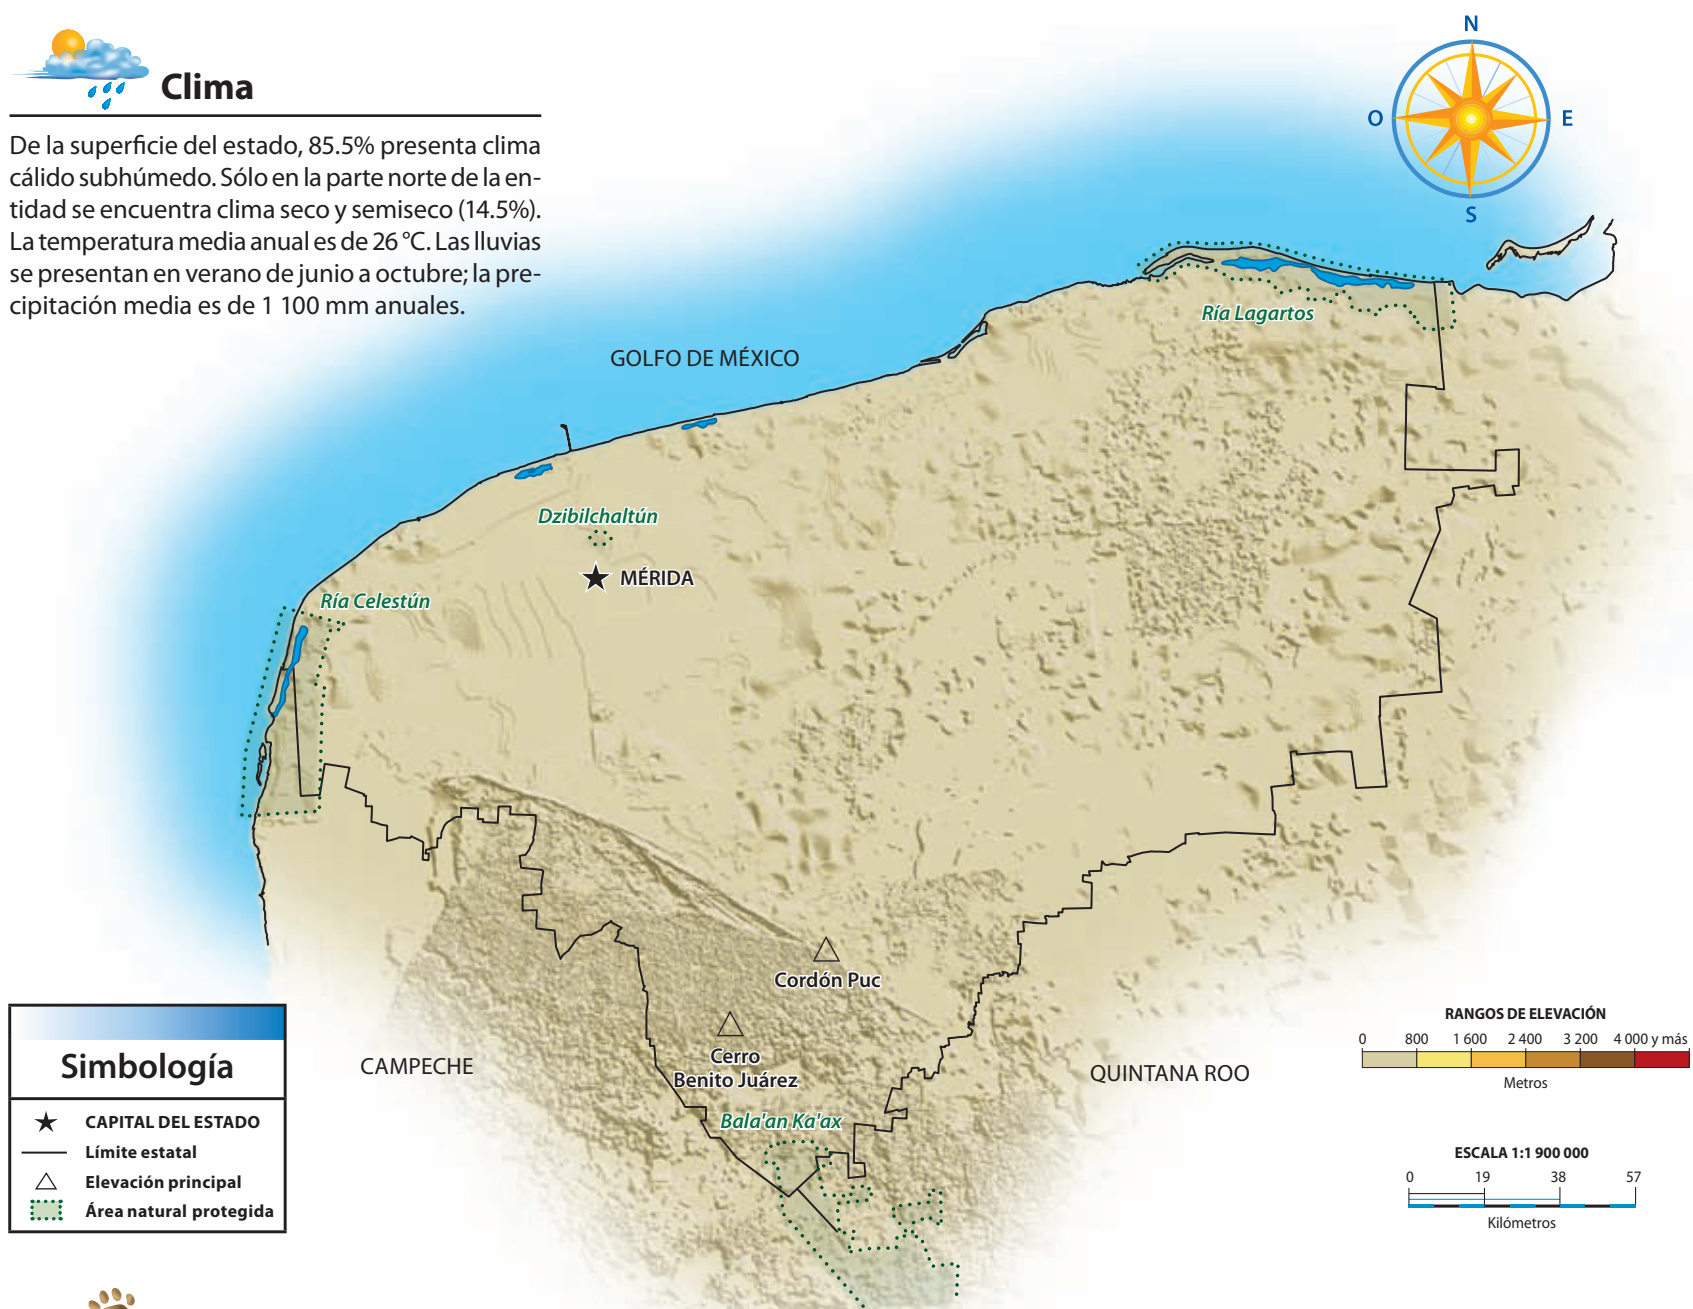 Clima
De la superficie del estado, 85.5% presenta clima
cálido subhúmedo. Sólo en la parte norte de la en-
tidad se encuentra clima seco y semiseco (14.5%).
La temperatura media anual es de 26 °C. Las lluvias
se presentan en verano de junio a octubre; la pre-
cipitación media es de 1 100 mm anuales.
N
O
E
S
Ría Lagartos
GOLFO DE MÉXICO
Dzibilchaltún
MÉRIDA
Ría Celestún
Cordón Puc
Cerro
Benito Juárez
CAMPECHE
QUINTANA ROO
Bala'an Ka'ax
Simbología
CAPITAL DEL ESTADO
Límite estatal
Elevación principal
Área natural protegida
RANGOS DE ELEVACIÓN
0 800 1 600 2 400 3 200 4 000 y más
Metros
ESCALA 1:1 900 000
0 19 38 57
Kilómetros